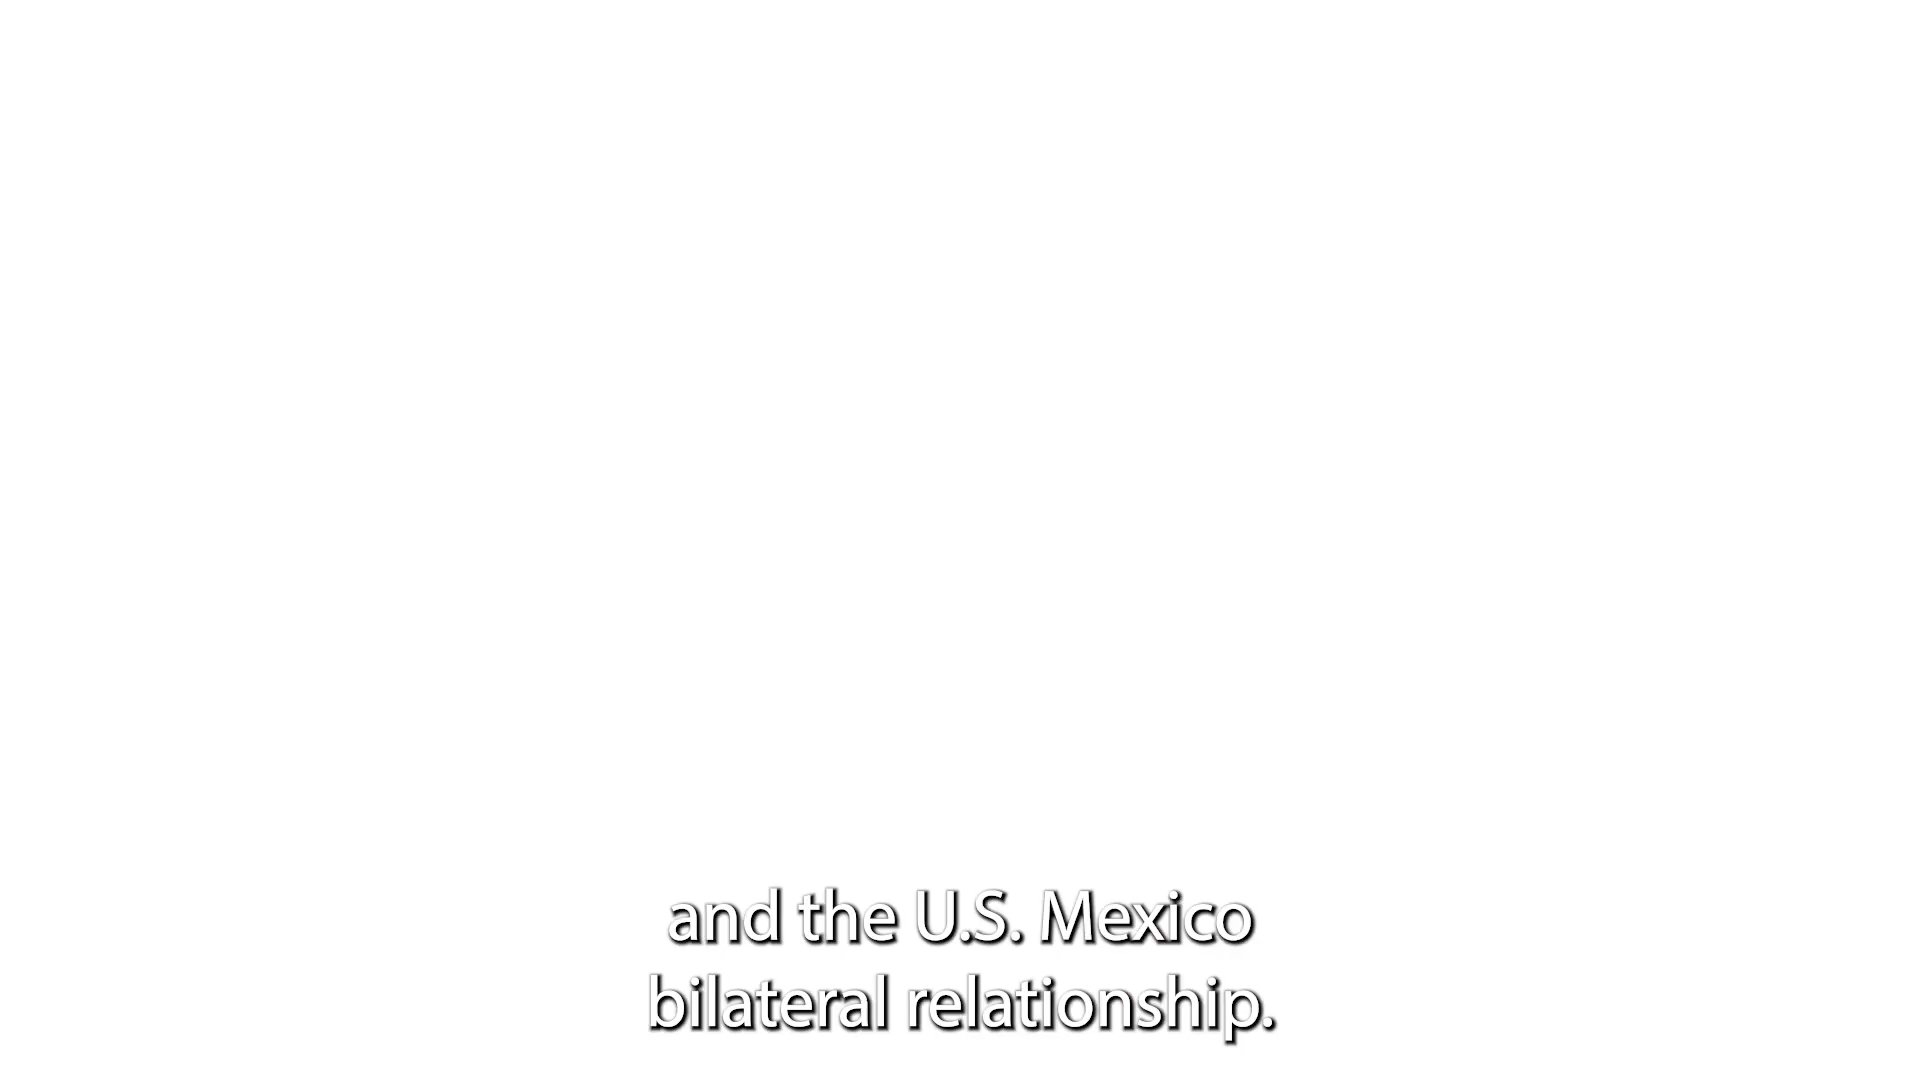 and the U.S. Mexico
bilateral relationship.